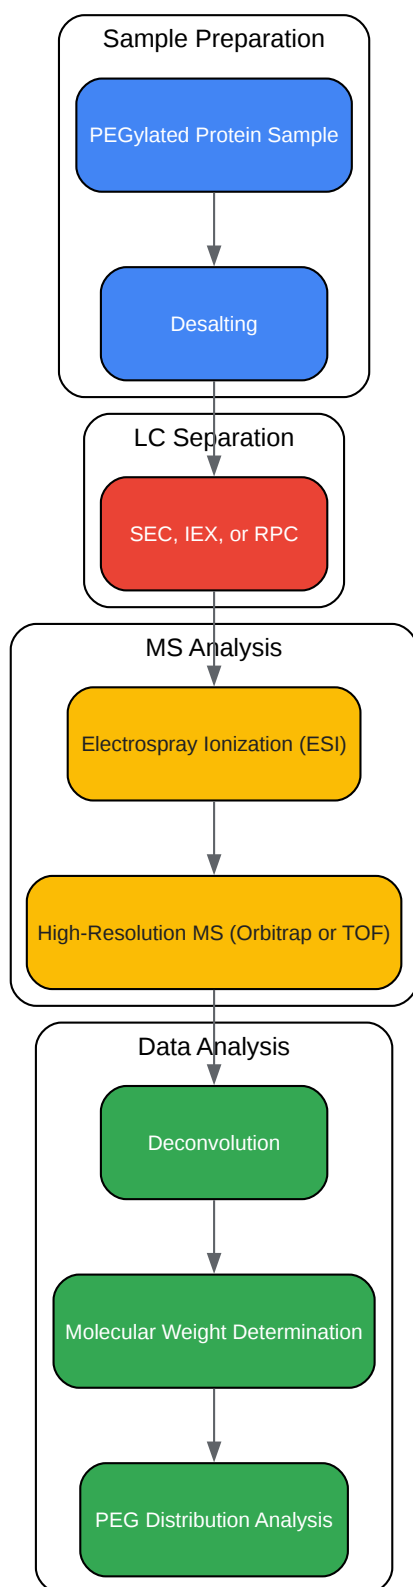 Sample Preparation
PEGylated Protein Sample
Desalting
LC Separation
SEC, IEX, or RPC
MS Analysis
Electrospray Ionization (ESI)
High-Resolution MS (Orbitrap or TOF)
Data Analysis
Deconvolution
Molecular Weight Determination
PEG Distribution Analysis